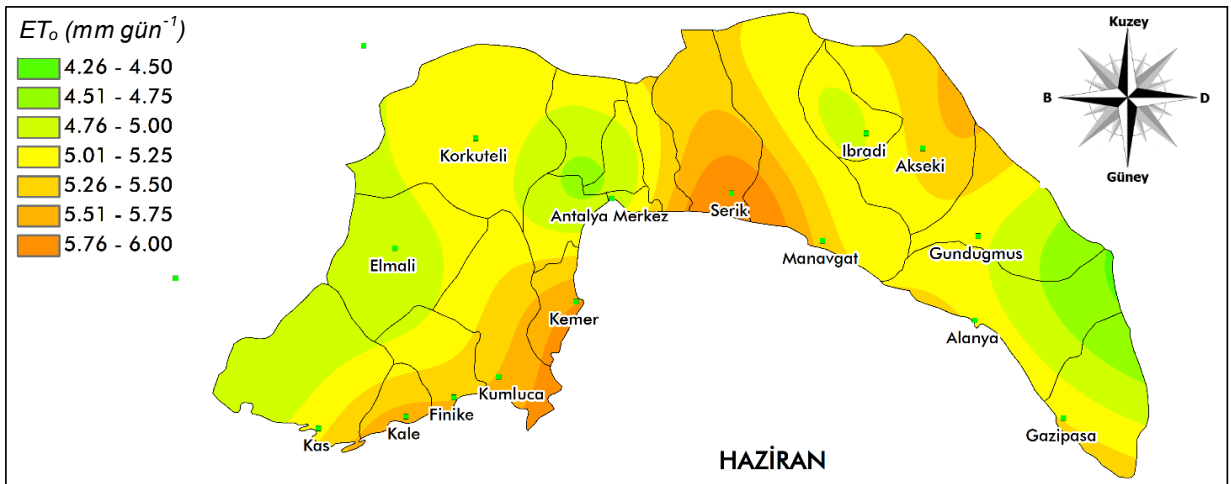 ETo (mm gün-1)
4.26 - 4.50
4.51 - 4.75
4.76 - 5.00
5.01 - 5.25
5.26 - 5.50
5.51 - 5.75
5.76 - 6.00
Kuzey
B
D
Güney
Korkuteli
Ibradi
Akseki
Antalya Merkez
Serik
Elmali
Manavgat
Gundugmus
Kemer
Alanya
Kumluca
Finike
Kale
Kas
Gazipasa
HAZİRAN